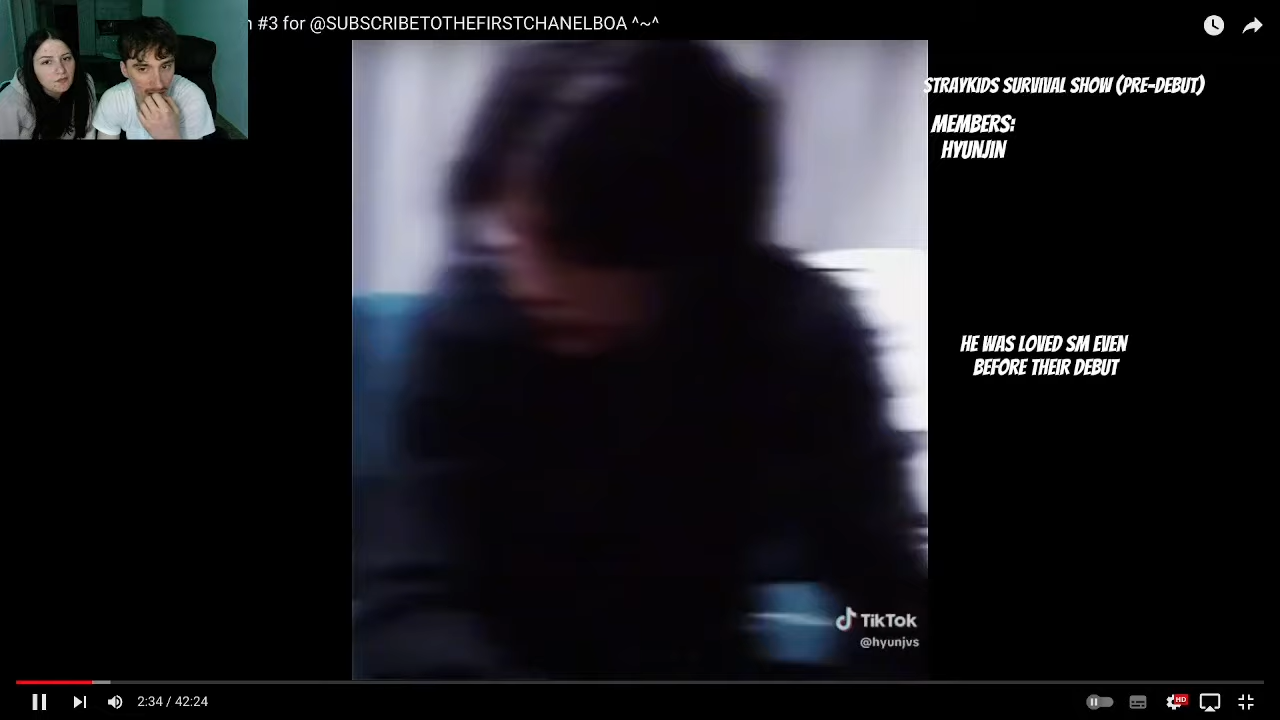 #3 for @SUBSCRIBETOTHEFIRSTCHANELBOA ^~^
STRAYKIDS SURVIVAL SHOW (PRE-DEBUT)
MEMBERS:
HYUNJIN
HE WAS LOVED SM EVEN
BEFORE THEIR DEBUT
TikTok
@hyunjvs
2:34 / 42:24
HD